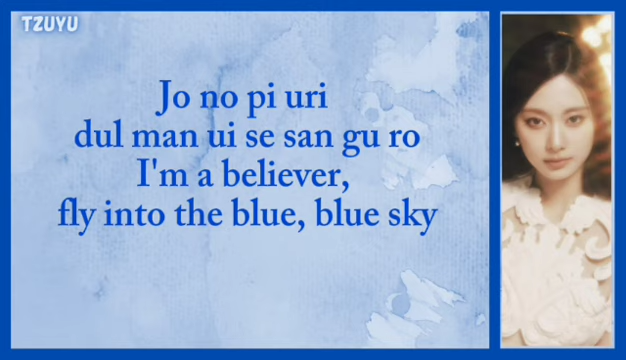 TZUYU
Jo no pi uri
dul man ui se san gu ro
I'm a believer,
fly into the blue, blue sky